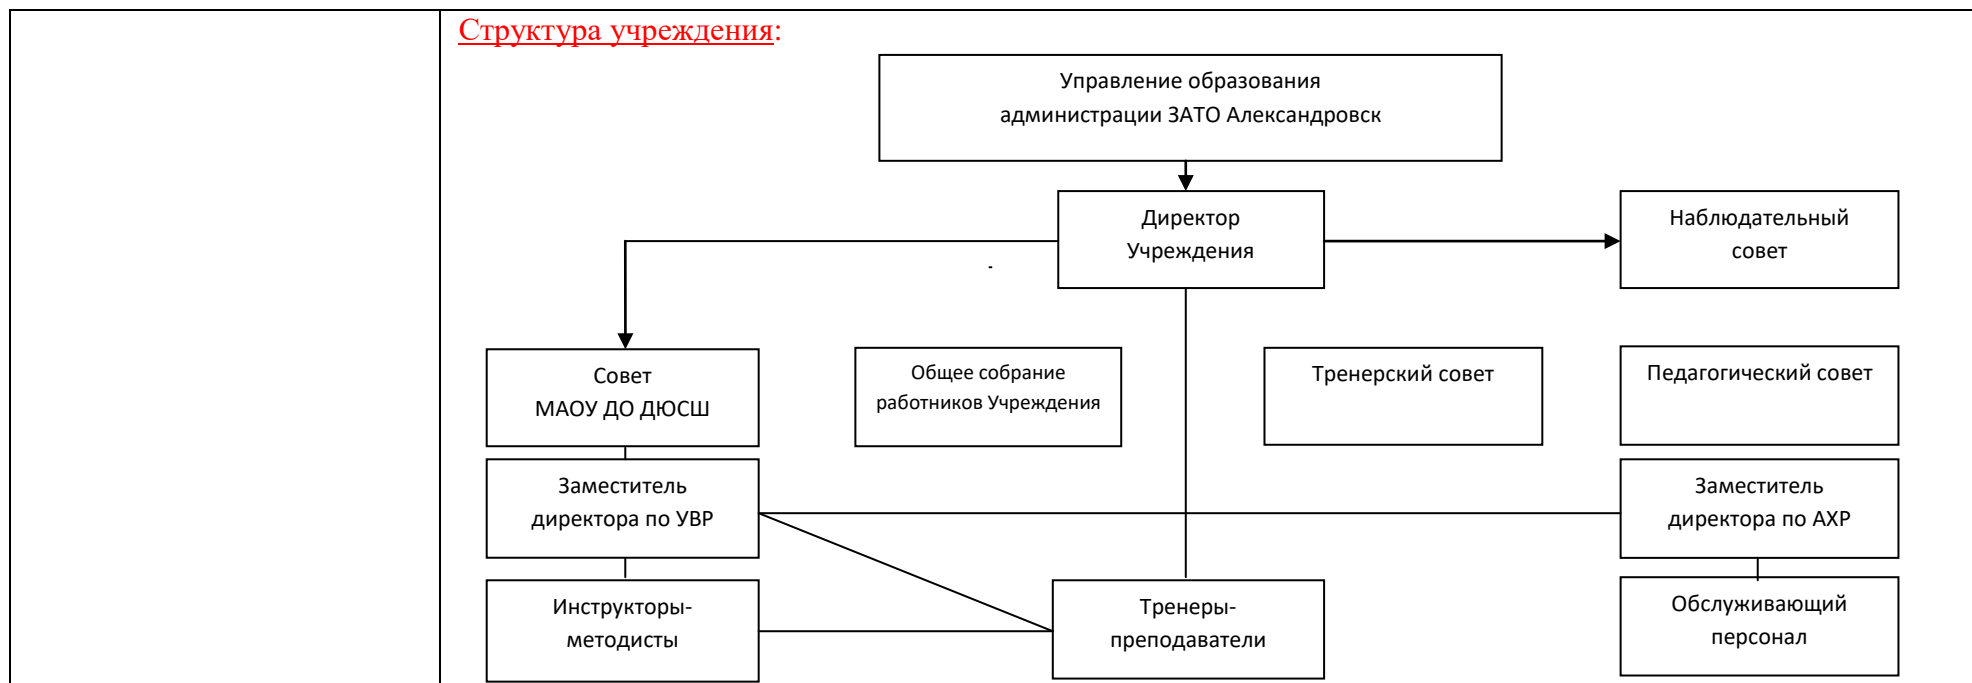 Структура учреждения:
Управление образования
администрации ЗАТО Александровск
Директор
Учреждения
Наблюдательный
совет
Совет
МАОУ ДО ДЮСШ
Общее собрание
работников Учреждения
Тренерский совет
Педагогический совет
Заместитель
директора по УВР
Заместитель
директора по АХР
Инструкторы-
методисты
Тренеры-
преподаватели
Обслуживающий
персонал